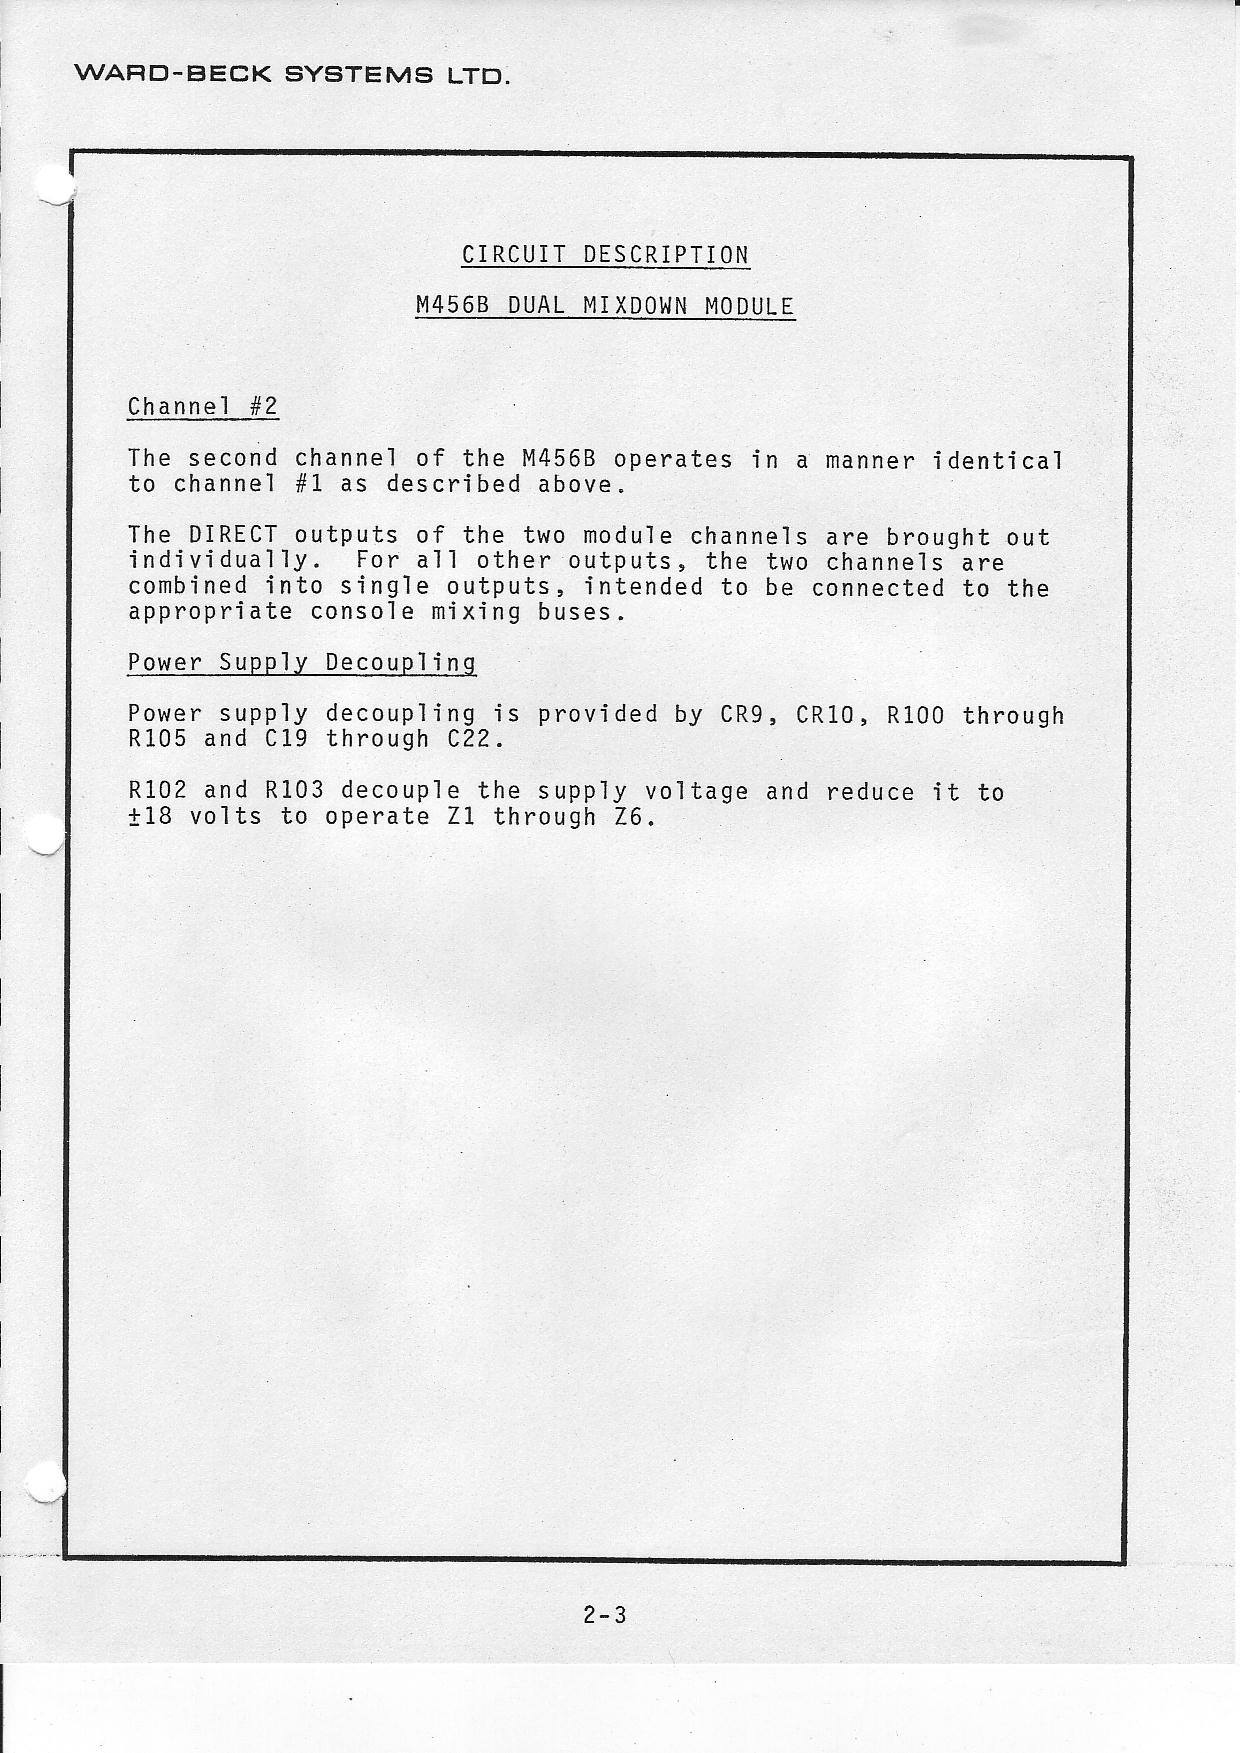 WARD-BECK SYSTEMS LTD.
CIRCUIT DESCRIPTION
M456B DUAL MIXDOWN MODULE
Channel #2
The second channel of the M456B operates in a manner identical
to channel #1 as described above.
The DIRECT outputs of the two module channels are brought out
individually.  For all other outputs, the two channels are
combined into single outputs, intended to be connected to the
appropriate console mixing buses.
Power Supply Decoupling
Power supply decoupling is provided by CR9, CR10, R100 through
R105 and C19 through C22.
R102 and R103 decouple the supply voltage and reduce it to
±18 volts to operate Z1 through Z6.
2-3